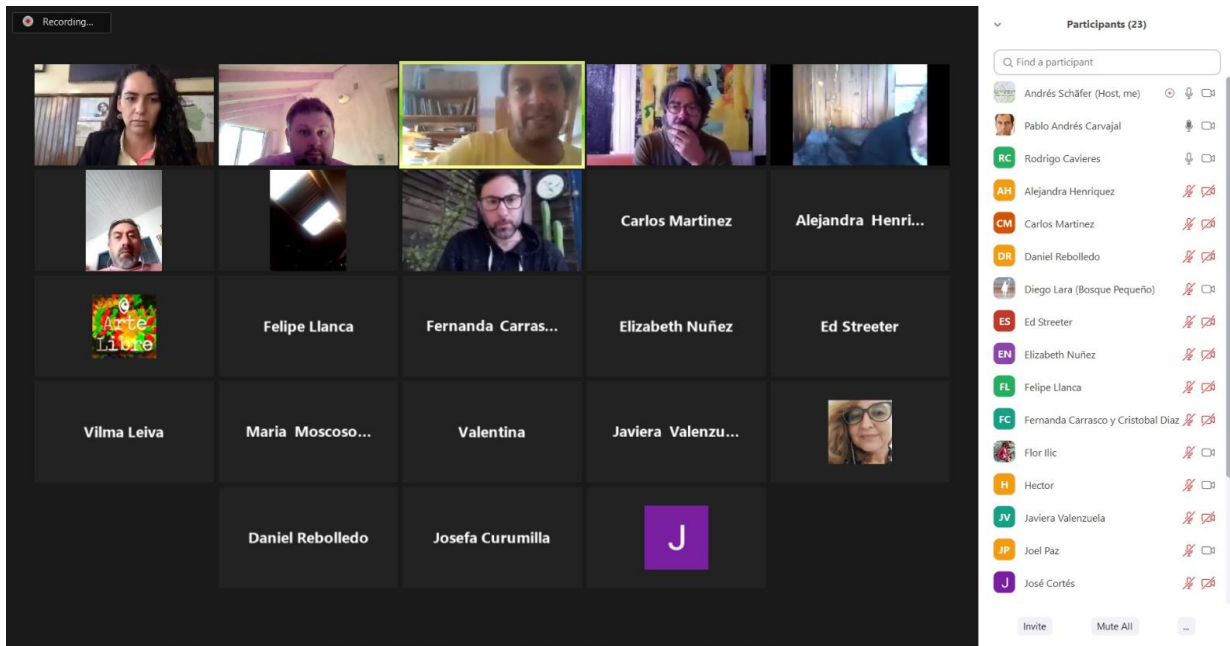 Recording...
Carlos Martinez
Alejandra Henri...
Arte
Libre
Felipe Llanca
Fernanda Carras...
Elizabeth Nuñez
Ed Streeter
Vilma Leiva
Maria Moscoso...
Valentina
Javiera Valenzu...
Daniel Rebolledo
Josefa Curumilla
J
Participants (23)
Find a participant
Andrés Schäfer (Host, me)
Pablo Andrés Carvajal
RC Rodrigo Cavieres
AH Alejandra Henriquez
CM Carlos Martinez
DR Daniel Rebolledo
Diego Lara (Bosque Pequeño)
ES Ed Streeter
EN Elizabeth Nuñez
FL Felipe Llanca
FC Fernanda Carrasco y Cristobal Diaz
Flor Ilic
H Hector
JV Javiera Valenzuela
JP Joel Paz
J José Cortés
Invite
Mute All
...